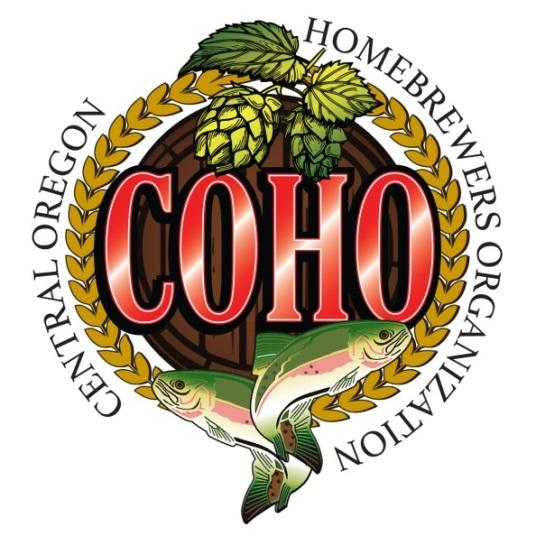 CENTRAL OREGON
HOMEBREWERS ORGANIZATION
COHO